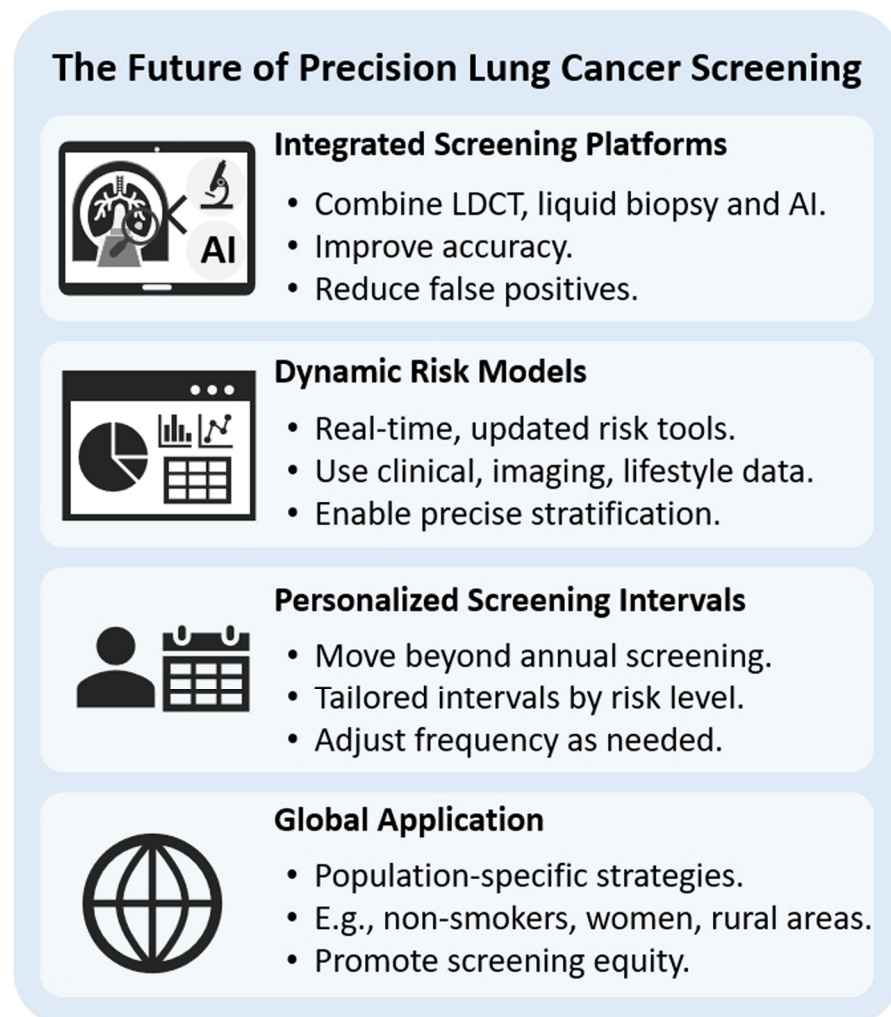 The Future of Precision Lung Cancer Screening
Integrated Screening Platforms
• Combine LDCT, liquid biopsy and AI.
• Improve accuracy.
• Reduce false positives.
AI
Dynamic Risk Models
• Real-time, updated risk tools.
• Use clinical, imaging, lifestyle data.
• Enable precise stratification.
Personalized Screening Intervals
• Move beyond annual screening.
• Tailored intervals by risk level.
• Adjust frequency as needed.
Global Application
• Population-specific strategies.
• E.g., non-smokers, women, rural areas.
• Promote screening equity.